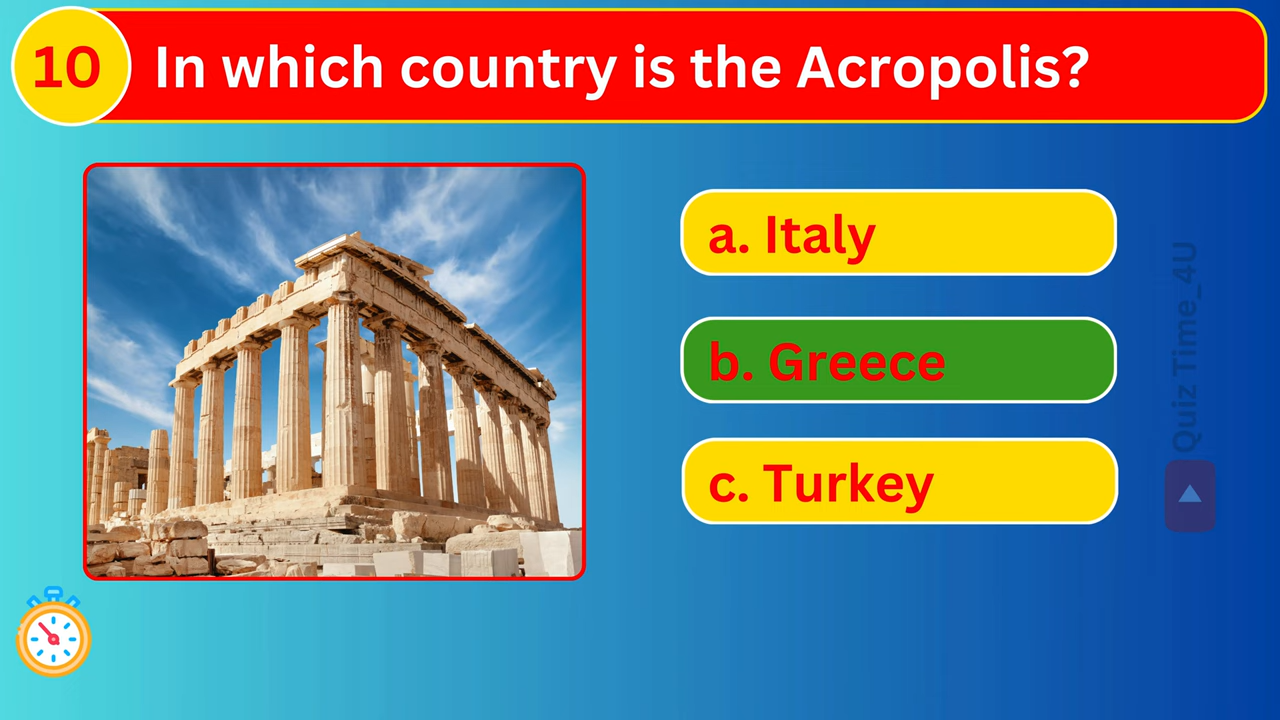 10
In which country is the Acropolis?
a. Italy
b. Greece
c. Turkey
Quiz Time_4U